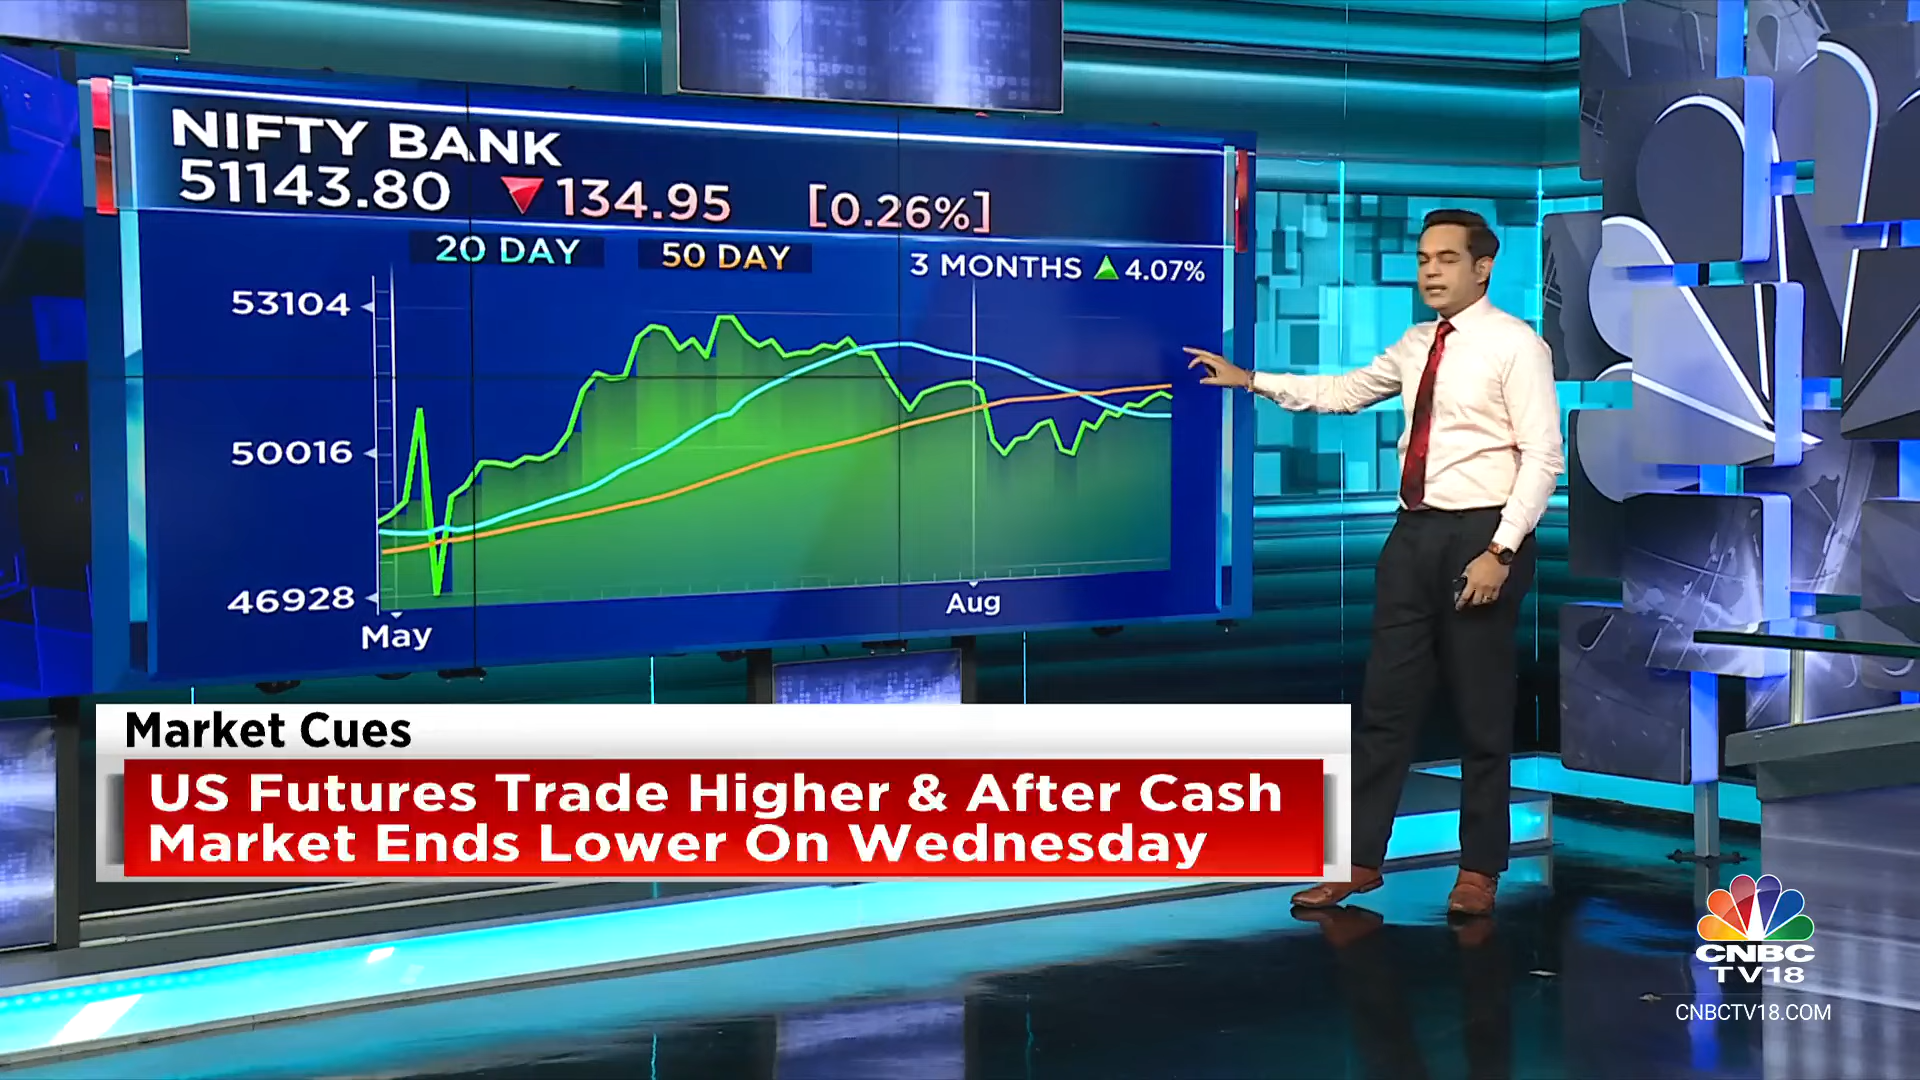 NIFTY BANK
51143.80 ▼134.95 [0.26%]
20 DAY 50 DAY 3 MONTHS ▲4.07%
53104
50016
46928
May
Aug
Market Cues
US Futures Trade Higher & After Cash
Market Ends Lower On Wednesday
CNBC
TV18
CNBCTV18.COM